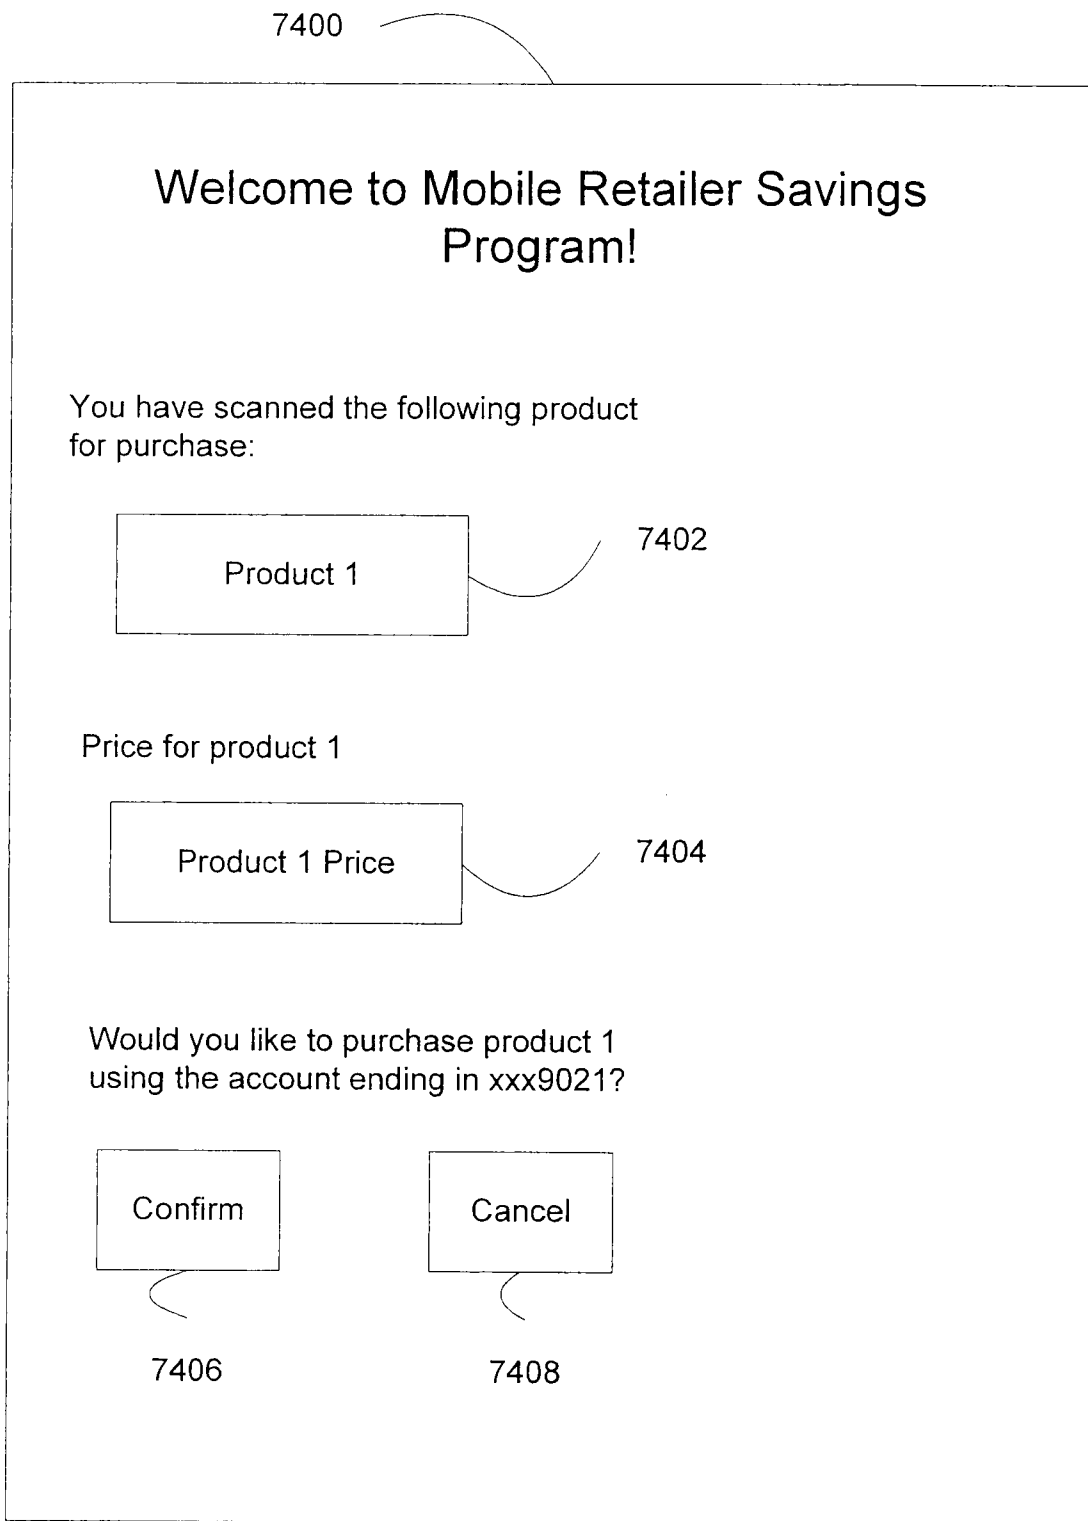 7400
Welcome to Mobile Retailer Savings
Program!
You have scanned the following product
for purchase:
Product 1
7402
Price for product 1
Product 1 Price
7404
Would you like to purchase product 1
using the account ending in xxx9021?
Confirm
Cancel
7406
7408